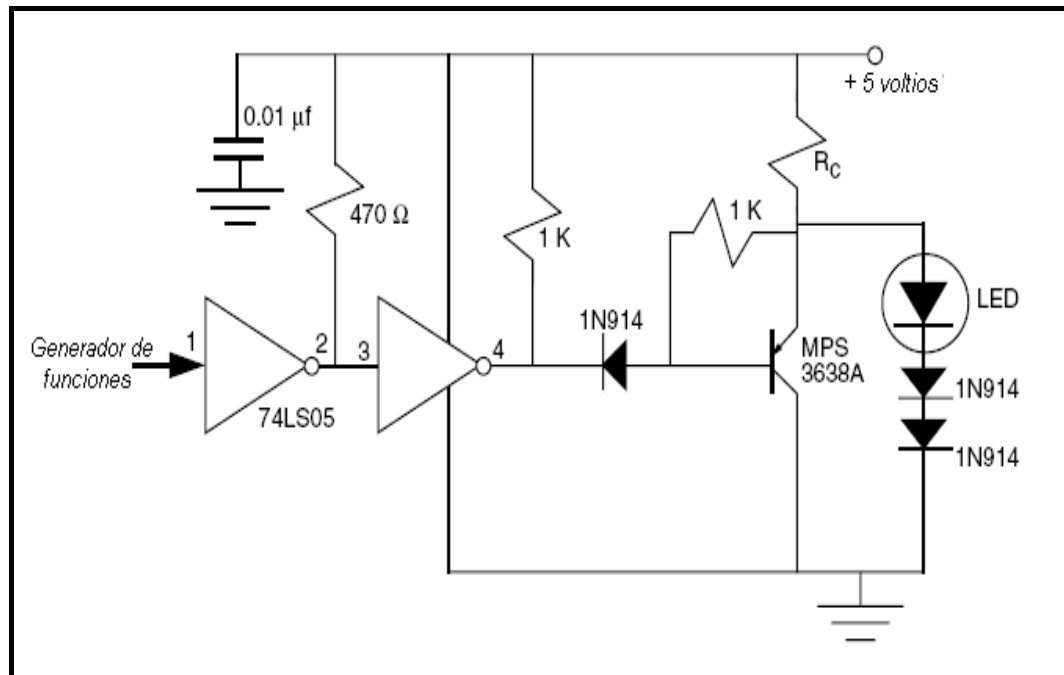 + 5 voltios
0.01 µf
R_C
470 Ω
1 K
1 K
LED
1N914
Generador de
funciones
1
2
3
4
MPS
3638A
1N914
74LS05
1N914